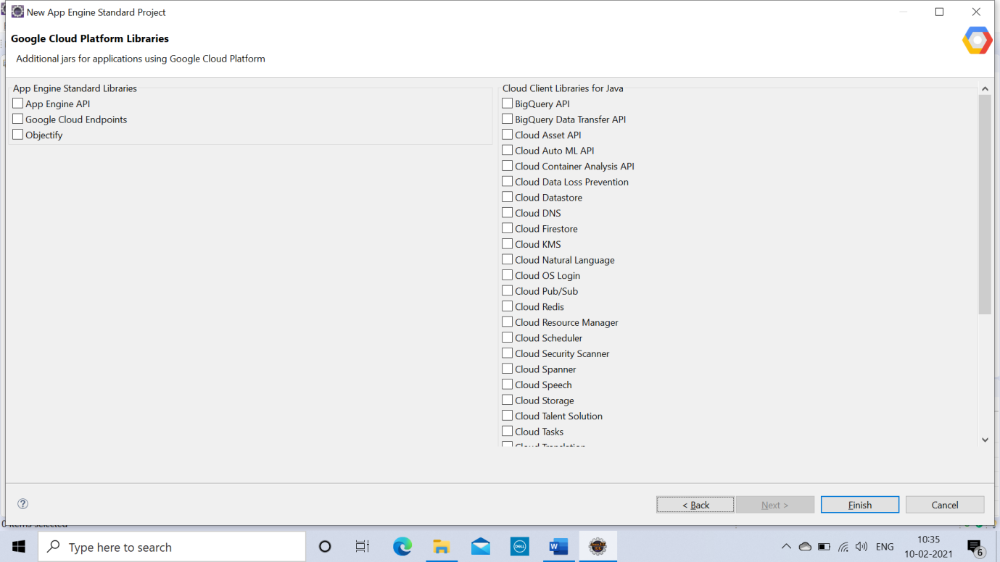 New App Engine Standard Project
Google Cloud Platform Libraries
Additional jars for applications using Google Cloud Platform
App Engine Standard Libraries
App Engine API
Google Cloud Endpoints
Objectify
Cloud Client Libraries for Java
BigQuery API
BigQuery Data Transfer API
Cloud Asset API
Cloud Auto ML API
Cloud Container Analysis API
Cloud Data Loss Prevention
Cloud Datastore
Cloud DNS
Cloud Firestore
Cloud KMS
Cloud Natural Language
Cloud OS Login
Cloud Pub/Sub
Cloud Redis
Cloud Resource Manager
Cloud Scheduler
Cloud Security Scanner
Cloud Spanner
Cloud Speech
Cloud Storage
Cloud Talent Solution
Cloud Tasks
Cloud Translation
?
< Back
Next >
Finish
Cancel
0 items selected
Type here to search
DELL
W
ENG
10:35
10-02-2021
6